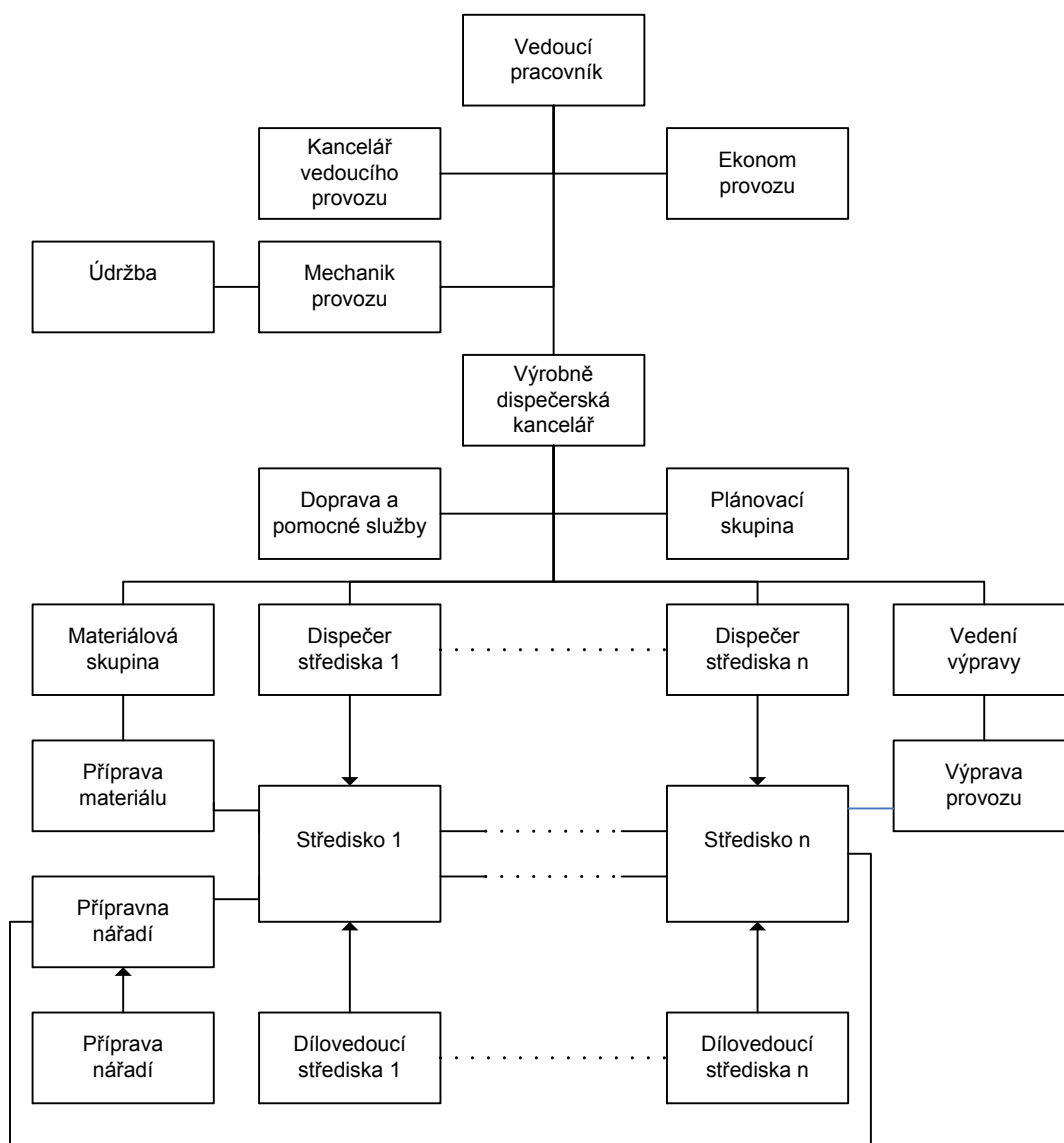 Vedoucí
pracovník
Kancelář
vedoucího
provozu
Ekonom
provozu
Údržba
Mechanik
provozu
Výrobně
dispečerská
kancelář
Doprava a
pomocné služby
Plánovací
skupina
Materiálová
skupina
Dispečer
střediska 1
Dispečer
střediska n
Vedení
výpravy
Příprava
materiálu
Výprava
provozu
Středisko 1
Středisko n
Přípravna
nářadí
Příprava
nářadí
Dílovedoucí
střediska 1
Dílovedoucí
střediska n